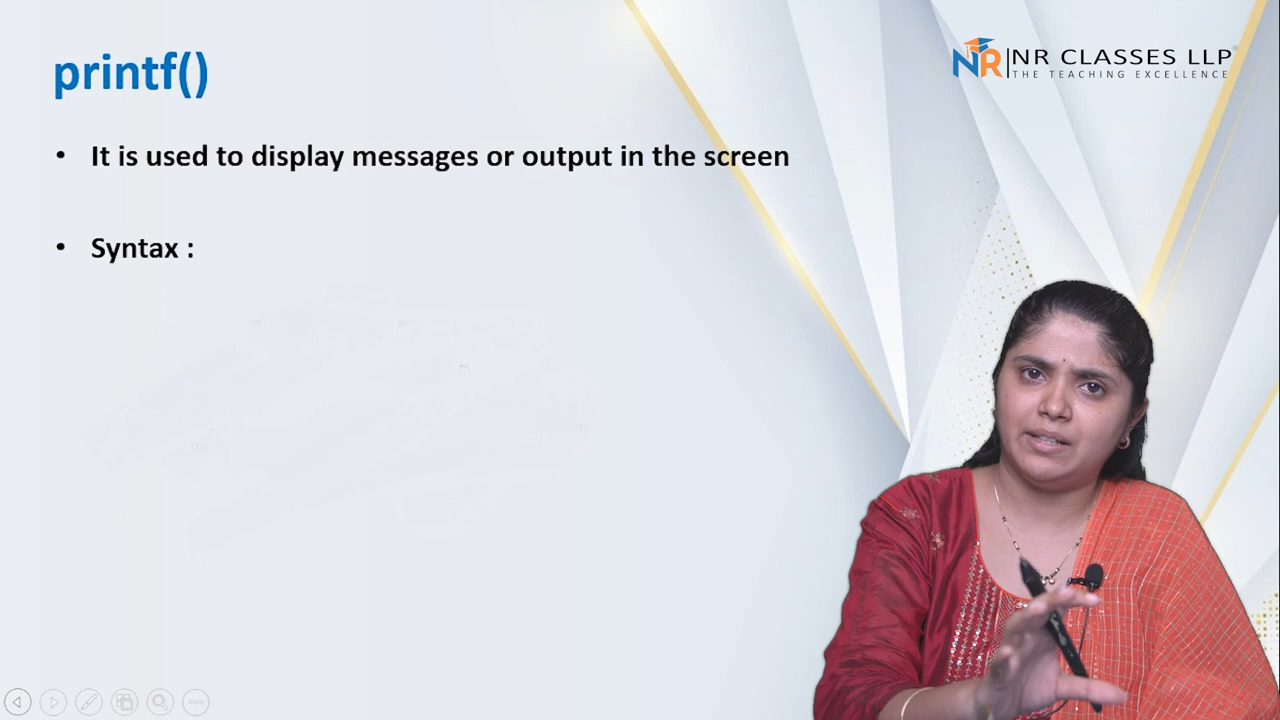 printf()
NR|NR CLASSES LLP
THE TEACHING EXCELLENCE
• It is used to display messages or output in the screen
• Syntax :